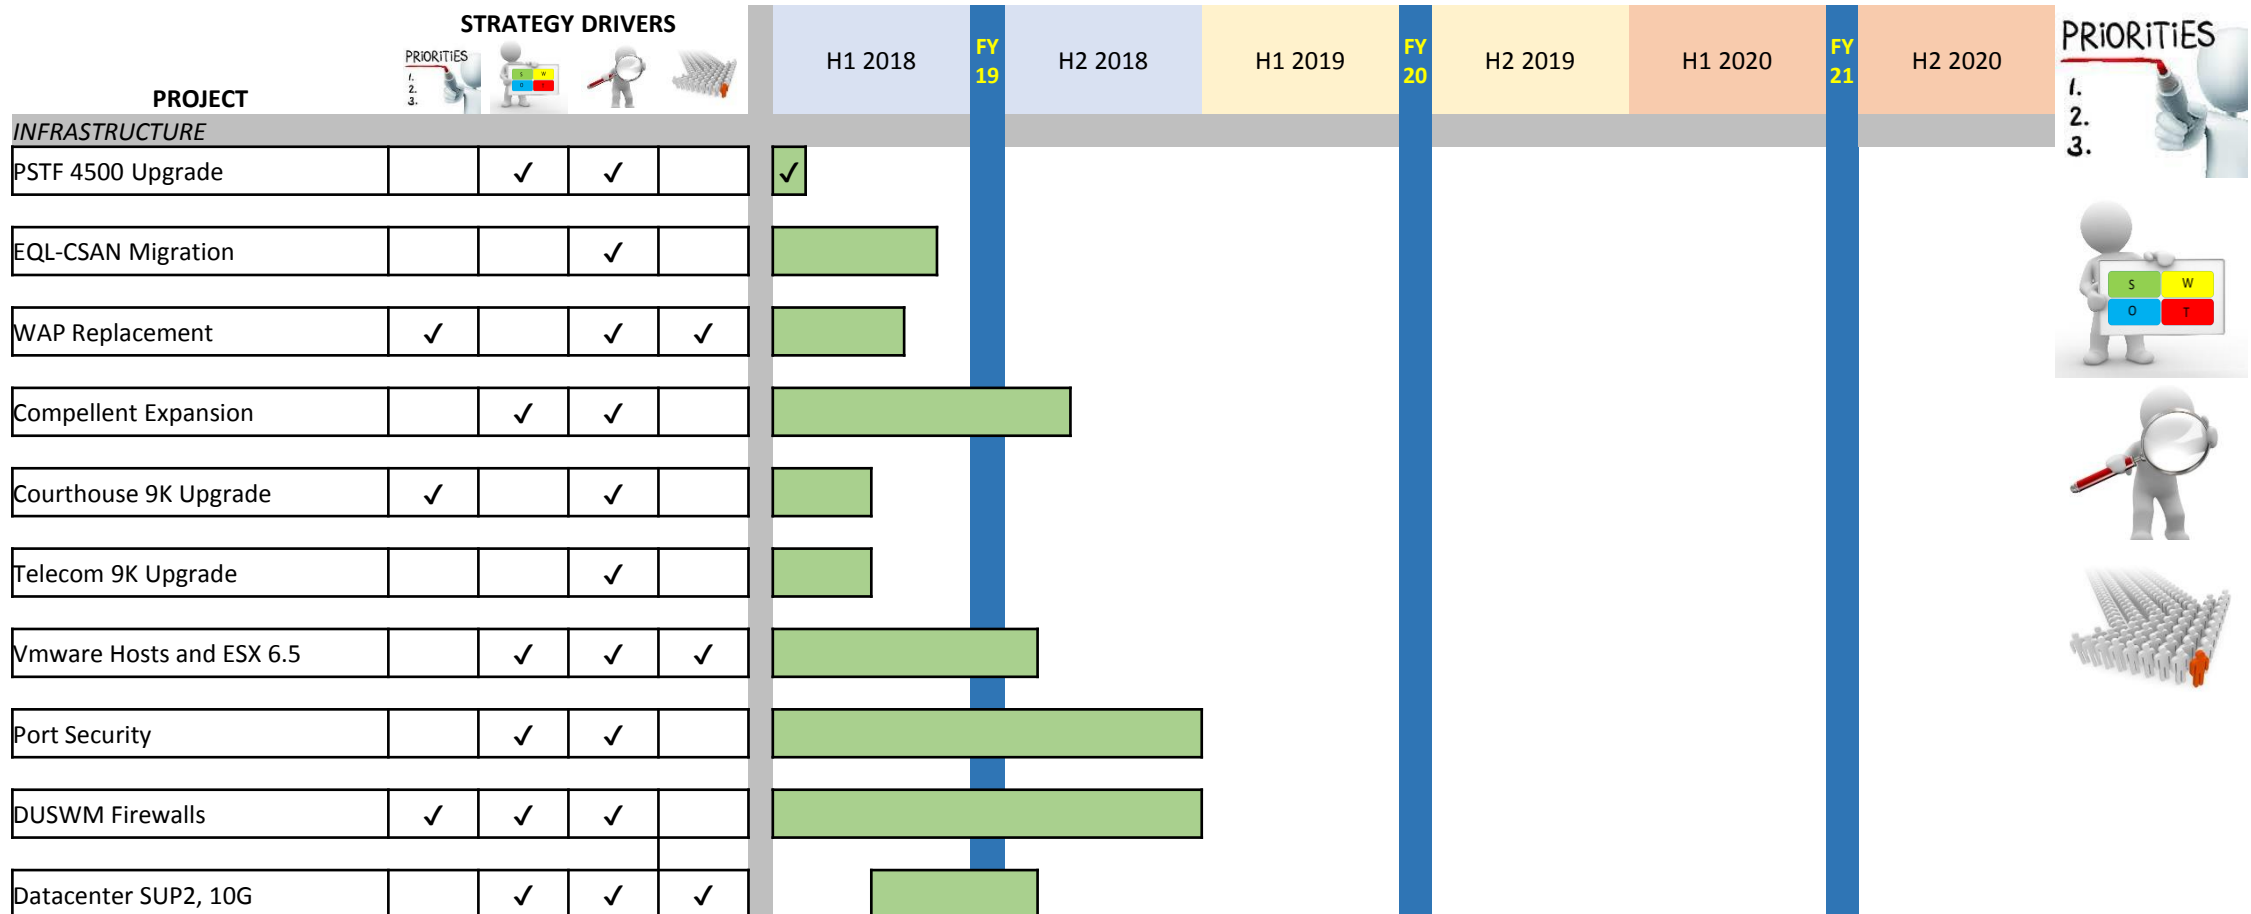 STRATEGY DRIVERS
PROJECT
PRiORiTiES
1.
2.
3.
S W
O T
H1 2018
FY
19
H2 2018
H1 2019
FY
20
H2 2019
H1 2020
FY
21
H2 2020
PRiORiTiES
1.
2.
3.
INFRASTRUCTURE
PSTF 4500 Upgrade ✓ ✓ ✓
EQL-CSAN Migration ✓
S W
O T
WAP Replacement ✓ ✓ ✓
Compellent Expansion ✓ ✓
Courthouse 9K Upgrade ✓ ✓
Telecom 9K Upgrade ✓
Vmware Hosts and ESX 6.5 ✓ ✓ ✓
Port Security ✓ ✓
DUSWM Firewalls ✓ ✓ ✓
Datacenter SUP2, 10G ✓ ✓ ✓